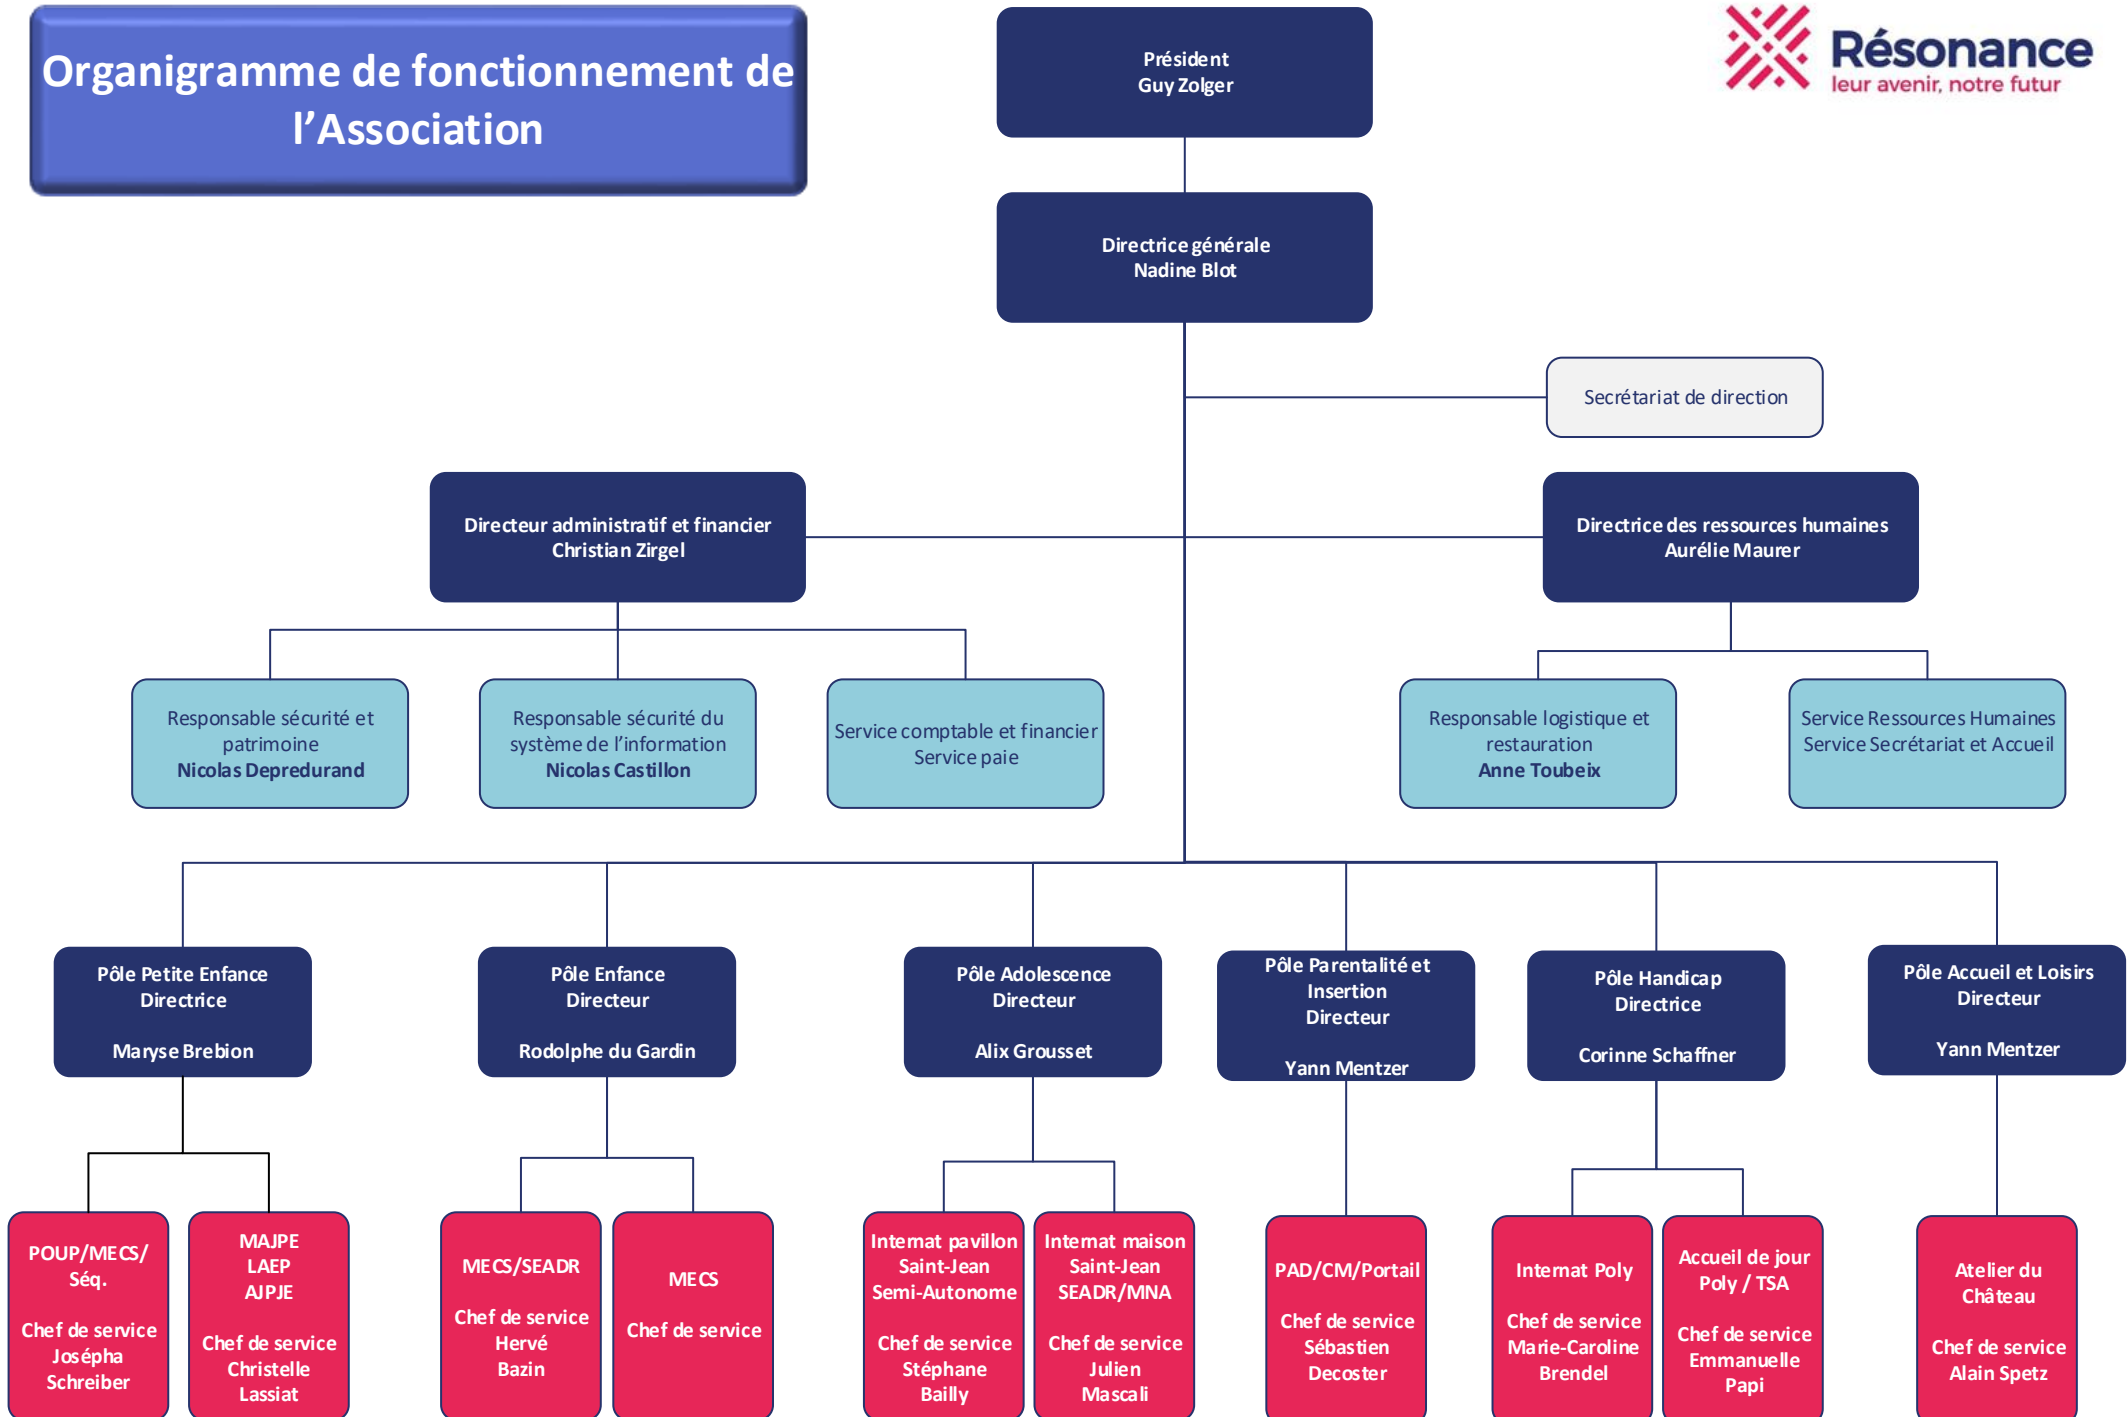 Organigramme de fonctionnement de
l’Association
Président
Guy Zolger
Résonance
leur avenir, notre futur
Directrice générale
Nadine Blot
Secrétariat de direction
Directeur administratif et financier
Christian Zirgel
Directrice des ressources humaines
Aurélie Maurer
Responsable sécurité et
patrimoine
Nicolas Depredurand
Responsable sécurité du
système de l’information
Nicolas Castillon
Service comptable et financier
Service paie
Responsable logistique et
restauration
Anne Toubeix
Service Ressources Humaines
Service Secrétariat et Accueil
Pôle Petite Enfance
Directrice
Maryse Brebion
Pôle Enfance
Directeur
Rodolphe du Gardin
Pôle Adolescence
Directeur
Alix Grousset
Pôle Parentalité et
Insertion
Directeur
Yann Mentzer
Pôle Handicap
Directrice
Corinne Schaffner
Pôle Accueil et Loisirs
Directeur
Yann Mentzer
POUP/MECS/
Séq.
Chef de service
Josépha
Schreiber
MAJPE
LAEP
AJPJE
Chef de service
Christelle
Lassiat
MECS/SEADR
Chef de service
Hervé
Bazin
MECS
Chef de service
Internat pavillon
Saint-Jean
Semi-Autonome
Chef de service
Stéphane
Bailly
Internat maison
Saint-Jean
SEADR/MNA
Chef de service
Julien
Mascali
PAD/CM/Portail
Chef de service
Sébastien
Decoster
Internat Poly
Chef de service
Marie-Caroline
Brendel
Accueil de jour
Poly / TSA
Chef de service
Emmanuelle
Papi
Atelier du
Château
Chef de service
Alain Spetz